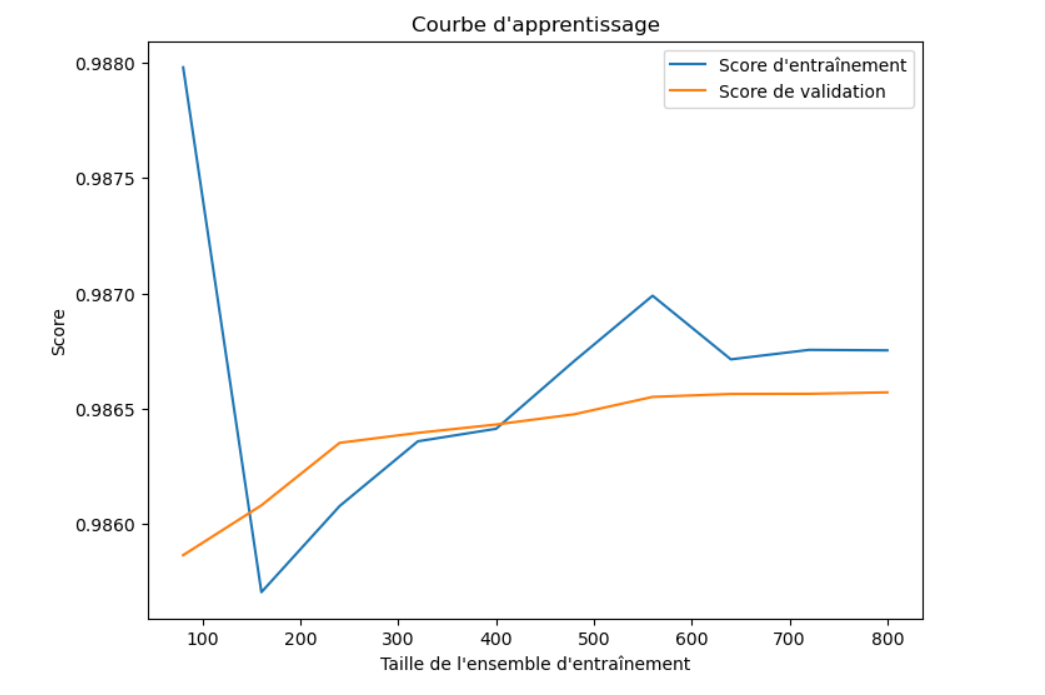 Courbe d'apprentissage
Score d'entraînement
Score de validation
0.9880
0.9875
0.9870
0.9865
0.9860
Score
100 200 300 400 500 600 700 800
Taille de l'ensemble d'entraînement